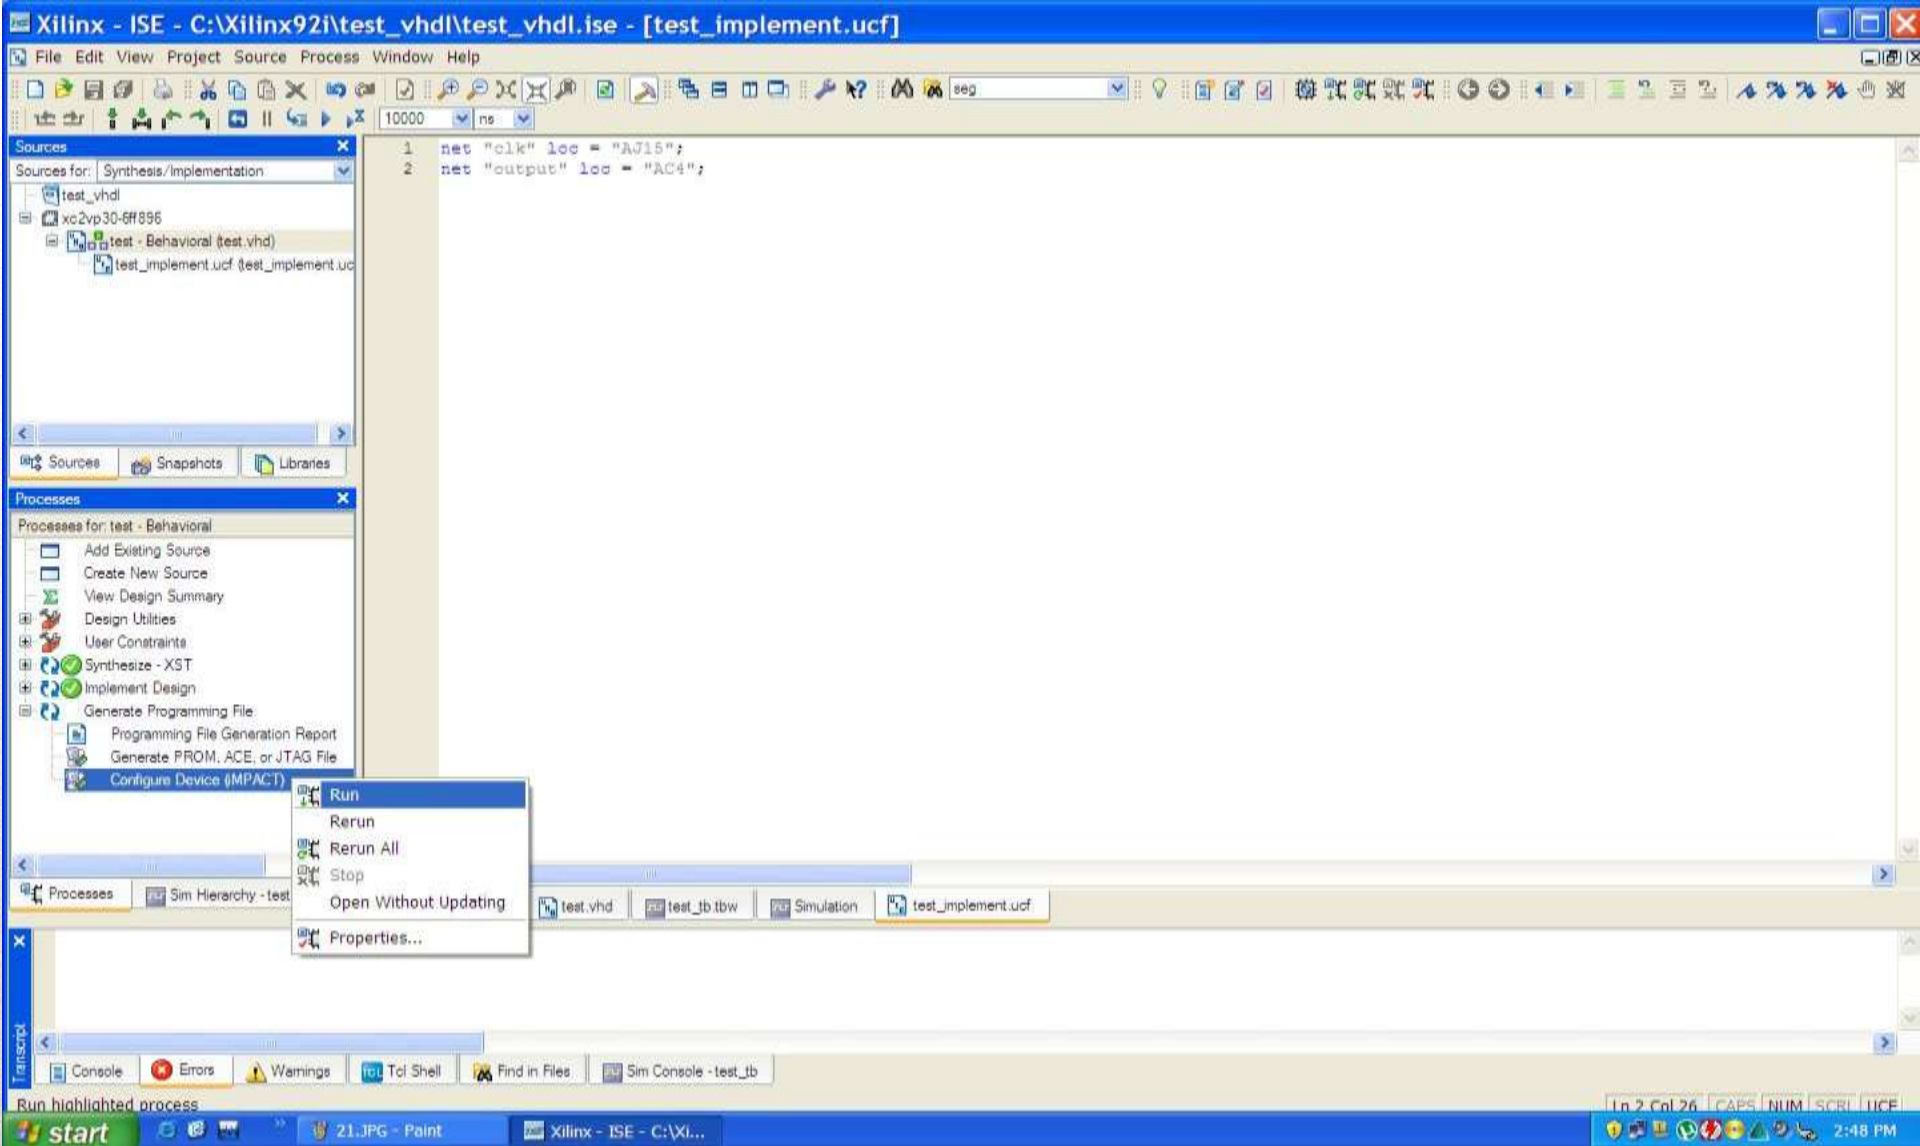 Xilinx - ISE - C:\Xilinx92i\test_vhdl\test_vhdl.ise - [test_implement.ucf]
File Edit View Project Source Process Window Help
seg
10000 ns
Sources
Sources for: Synthesis/Implementation
test_vhdl
xc2vp30-6ff896
test - Behavioral (test.vhd)
test_implement.ucf (test_implement.uc
Sources Snapshots Libraries
1 net "clk" loc = "AJ15";
2 net "output" loc = "AC4";
Processes
Processes for: test - Behavioral
Add Existing Source
Create New Source
View Design Summary
Design Utilities
User Constraints
Synthesize - XST
Implement Design
Generate Programming File
Programming File Generation Report
Generate PROM, ACE, or JTAG File
Configure Device (iMPACT)
Run
Rerun
Rerun All
Stop
Open Without Updating
Properties...
Processes Sim Hierarchy - test
test.vhd test_tb.tbw Simulation test_implement.ucf
Transcript
Console Errors Warnings Tcl Shell Find in Files Sim Console - test_tb
Run highlighted process
Ln 2 Col 26 CAPS NUM SCRL UCF
start 21.JPG - Paint Xilinx - ISE - C:\Xi... 2:48 PM